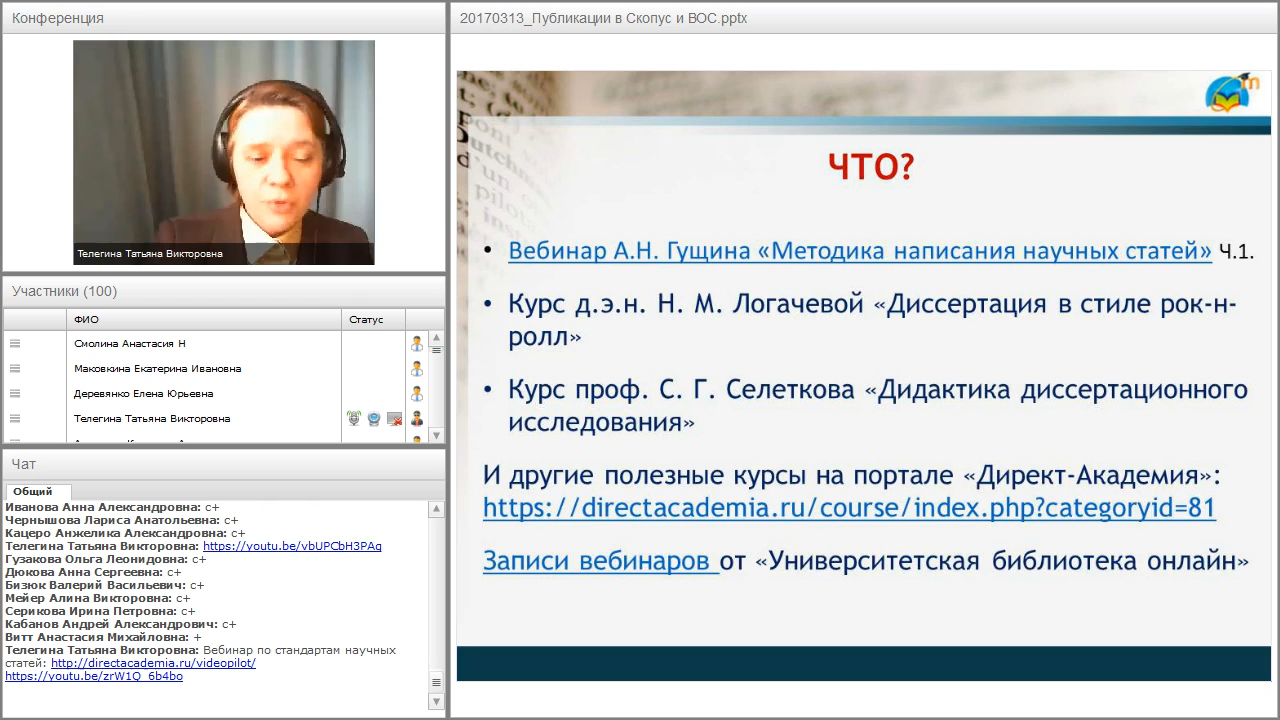 Конференция
Телегина Татьяна Викторовна
Участники (100)
ФИО
Статус
Смолина Анастасия Н
Маковкина Екатерина Ивановна
Деревянко Елена Юрьевна
Телегина Татьяна Викторовна
Чат
Общий
Иванова Анна Александровна: с+
Чернышова Лариса Анатольевна: с+
Кацеро Анжелика Александровна: с+
Телегина Татьяна Викторовна: https://youtu.be/vbUPCbH3PAg
Гузакова Ольга Леонидовна: с+
Дюкова Анна Сергеевна: с+
Бизюк Валерий Васильевич: с+
Мейер Алина Викторовна: с+
Серикова Ирина Петровна: с+
Кабанов Андрей Александрович: с+
Витт Анастасия Михайловна: +
Телегина Татьяна Викторовна: Вебинар по стандартам научных
статей: http://directacademia.ru/videopilot/
https://youtu.be/zrW1Q_6b4bo
20170313_Публикации в Скопус и ВОС.pptx
ЧТО?
• Вебинар А.Н. Гущина «Методика написания научных статей» Ч.1.
• Курс д.э.н. Н. М. Логачевой «Диссертация в стиле рок-н-
ролл»
• Курс проф. С. Г. Селеткова «Дидактика диссертационного
исследования»
И другие полезные курсы на портале «Директ-Академия»:
https://directacademia.ru/course/index.php?categoryid=81
Записи вебинаров от «Университетская библиотека онлайн»